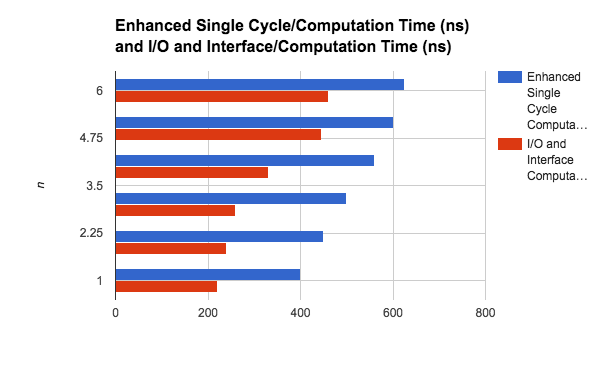 Enhanced Single Cycle/Computation Time (ns)
and I/O and Interface/Computation Time (ns)
Enhanced
Single
Cycle
Computa…
I/O and
Interface
Computa…
6
4.75
3.5
2.25
1
n
0 200 400 600 800